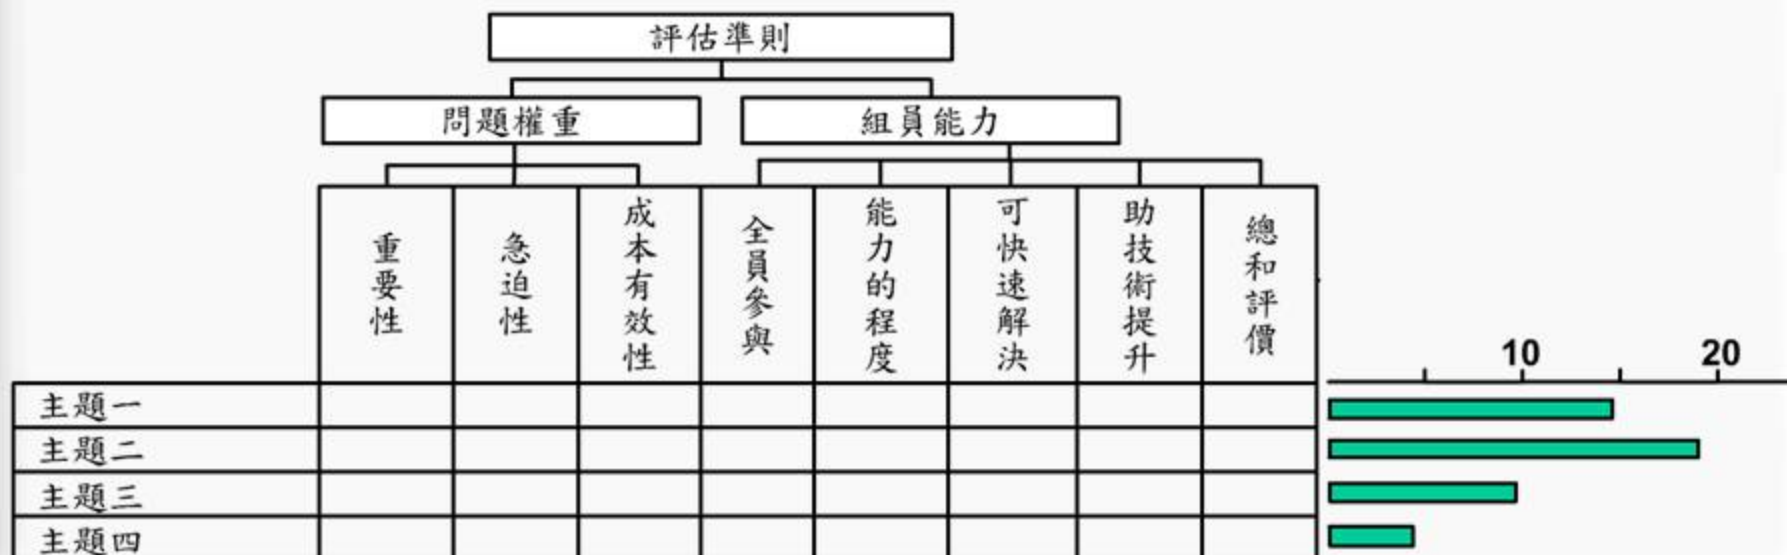 評估準則
問題權重
組員能力
重要性
急迫性
成本有效性
全員參與
能力的程度
可快速解決
助技術提升
總和評價
10 20
主題一
主題二
主題三
主題四